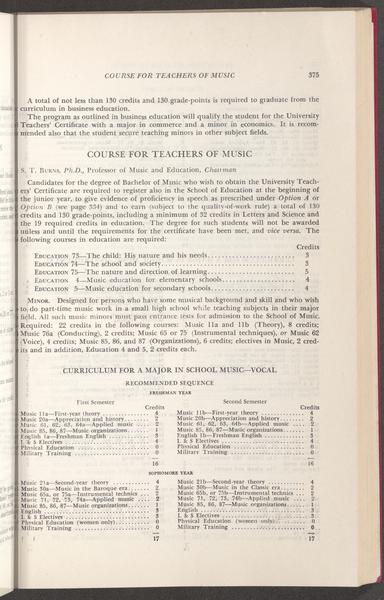 COURSE FOR TEACHERS OF MUSIC 375
A total of not less than 130 credits and 130 grade-points is required to graduate from the
curriculum in business education.
The program as outlined in business education will qualify the student for the University
Teachers' Certificate with a major in commerce and a minor in economics. It is recom-
mended also that the student secure teaching minors in other subject fields.
COURSE FOR TEACHERS OF MUSIC
S. T. BURNS, Ph.D., Professor of Music and Education, Chairman
Candidates for the degree of Bachelor of Music who wish to obtain the University Teach-
ers' Certificate are required to register also in the School of Education at the beginning of
the junior year, to give evidence of proficiency in speech as prescribed under Option A or
Option B (see page 354) and to earn (subject to the quality-of-work rule) a total of 130
credits and 130 grade-points, including a minimum of 32 credits in Letters and Science and
the 19 required credits in education. The degree for such students will not be awarded
unless and until the requirements for the certificate have been met, and vice versa. The
following courses in education are required:
Credits
EDUCATION 73—The child: His nature and his needs 3
EDUCATION 74—The school and society 3
EDUCATION 75—The nature and direction of learning 5
EDUCATION 4—Music education for elementary schools 4
EDUCATION 5—Music education for secondary schools 4
MINOR. Designed for persons who have some musical background and skill and who wish
to do part-time music work in a small high school while teaching subjects in their major
field. All such music minors must pass entrance tests for admission to the School of Music.
Required: 22 credits in the following courses: Music 11a and 11b (Theory), 8 credits;
Music 76a (Conducting), 2 credits; Music 65 or 75 (Instrumental techniques), or Music 62
(Voice), 4 credits; Music 85, 86, and 87 (Organizations), 6 credits; electives in Music, 2 cred-
its and in addition, Education 4 and 5, 2 credits each.
CURRICULUM FOR A MAJOR IN SCHOOL MUSIC—VOCAL
RECOMMENDED SEQUENCE
FRESHMAN YEAR
First Semester Second Semester
Credits Credits
Music 11a—First-year theory 4 Music 11b—First-year theory 4
Music 20a—Appreciation and history 2 Music 20b—Appreciation and history 2
Music 61, 62, 63, 64a—Applied music 2 Music 61, 62, 63, 64b—Applied music 2
Music 85, 86, 87—Music organizations 1 Music 85, 86, 87—Music organizations 1
English 1a—Freshman English 3 English 1b—Freshman English 3
L & S Electives 4 L & S Electives 4
Physical Education 0 Physical Education 0
Military Training 0 Military Training 0
16 16
SOPHOMORE YEAR
Music 21a—Second-year theory 4 Music 21b—Second-year theory 4
Music 30a—Music in the Baroque era 2 Music 30b—Music in the Classic era 2
Music 65a, or 75a—Instrumental technics 2 Music 65b, or 75b—Instrumental technics 2
Music 71, 72, 73, 74a—Applied music 2 Music 71, 72, 73, 74b—Applied music 2
Music 85, 86, 87—Music organizations 1 Music 85, 86, 87—Music organizations 1
English 3 English 3
L & S Electives 3 L & S Electives 3
Physical Education (women only) 0 Physical Education (women only) 0
Military Training 0 Military Training 0
17 17